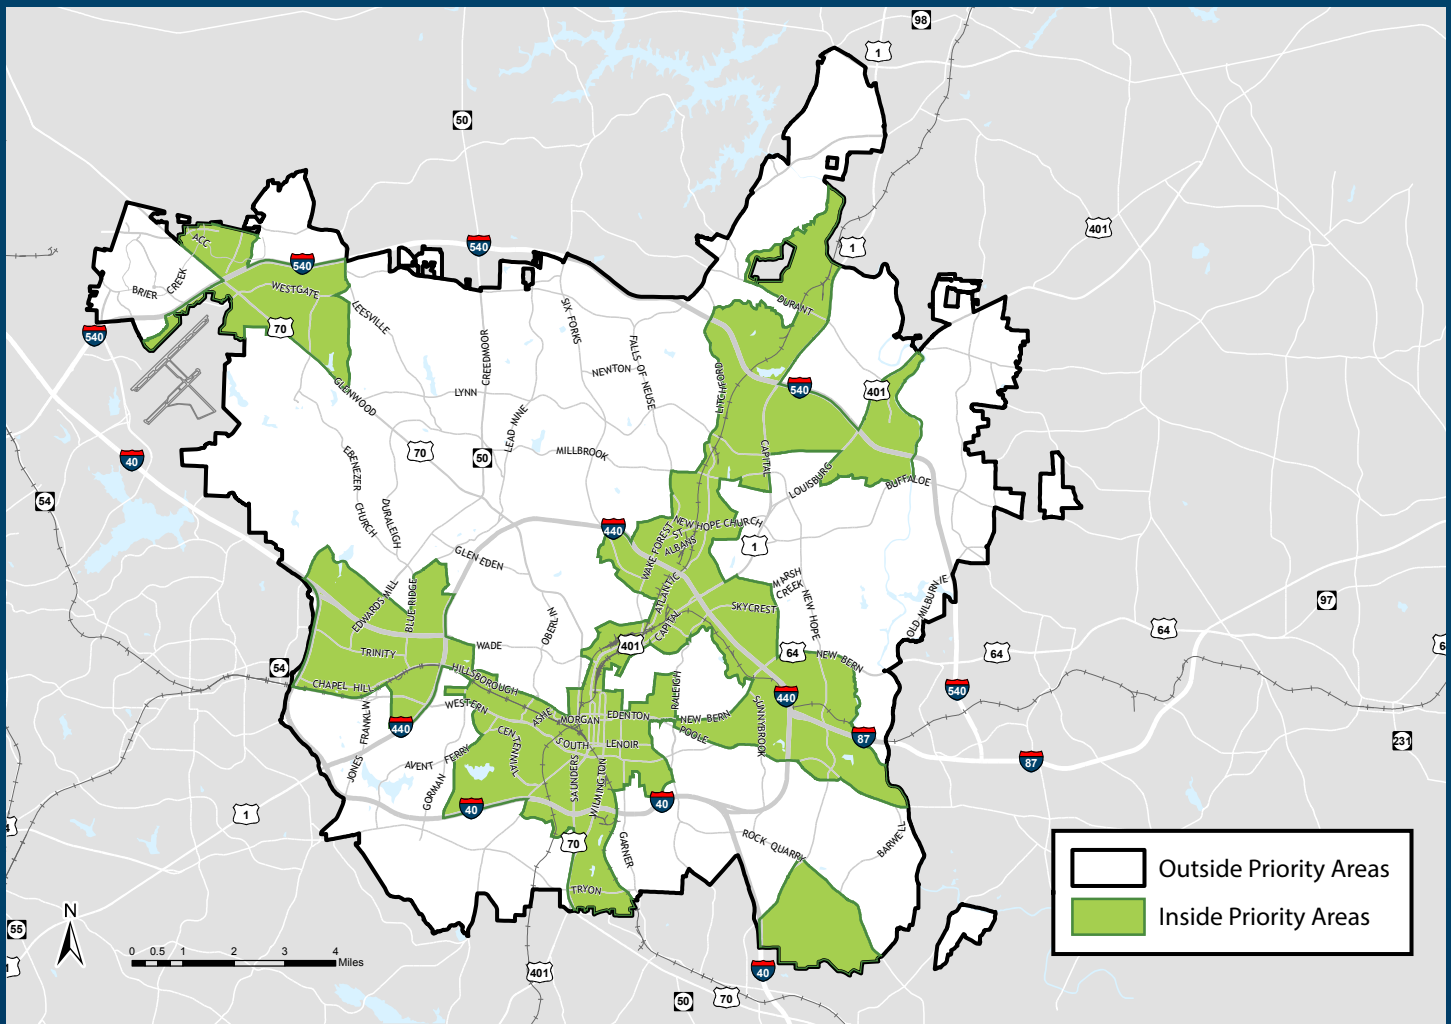 98
1
50
401
540
1
ACC
540
BRIER
CREEK
WESTGATE
70
540
LEESVILLE
SIX FORKS
DURANT
CREEDMOOR
FALLS OF NEUSE
NEWTON
LYNN
GLENWOOD
LITCHFORD
540
401
LEAD MINE
70
50
MILLBROOK
CAPITAL
LOUISBURG
BUFFALOE
40
54
EBENEZER
CHURCH
DURALEIGH
440
NEW HOPE CHURCH
WAKE FOREST
ST
ALBANS
1
GLEN EDEN
MARSH
CREEK
NEW HOPE
OLD MILBURNIE
97
64
64
EDWARDS MILL
BLUE RIDGE
OBERLIN
ATLANTIC
CAPITAL
SKYCREST
401
64
NEW BERN
TRINITY
WADE
54
CHAPEL HILL
HILLSBOROUGH
RALEIGH
440
540
WESTERN
ASHE
MORGAN
EDENTON
NEW BERN
POOLE
SUNNYBROOK
87
231
87
FRANKLIN
440
CENTENNIAL
SOUTH
LENOIR
JONES
AVENT
FERRY
GORMAN
SAUNDERS
WILMINGTON
40
40
1
70
GARNER
ROCK QUARRY
BARWELL
TRYON
Outside Priority Areas
Inside Priority Areas
N
55
0 0.5 1 2 3 4
Miles
401
40
50
70